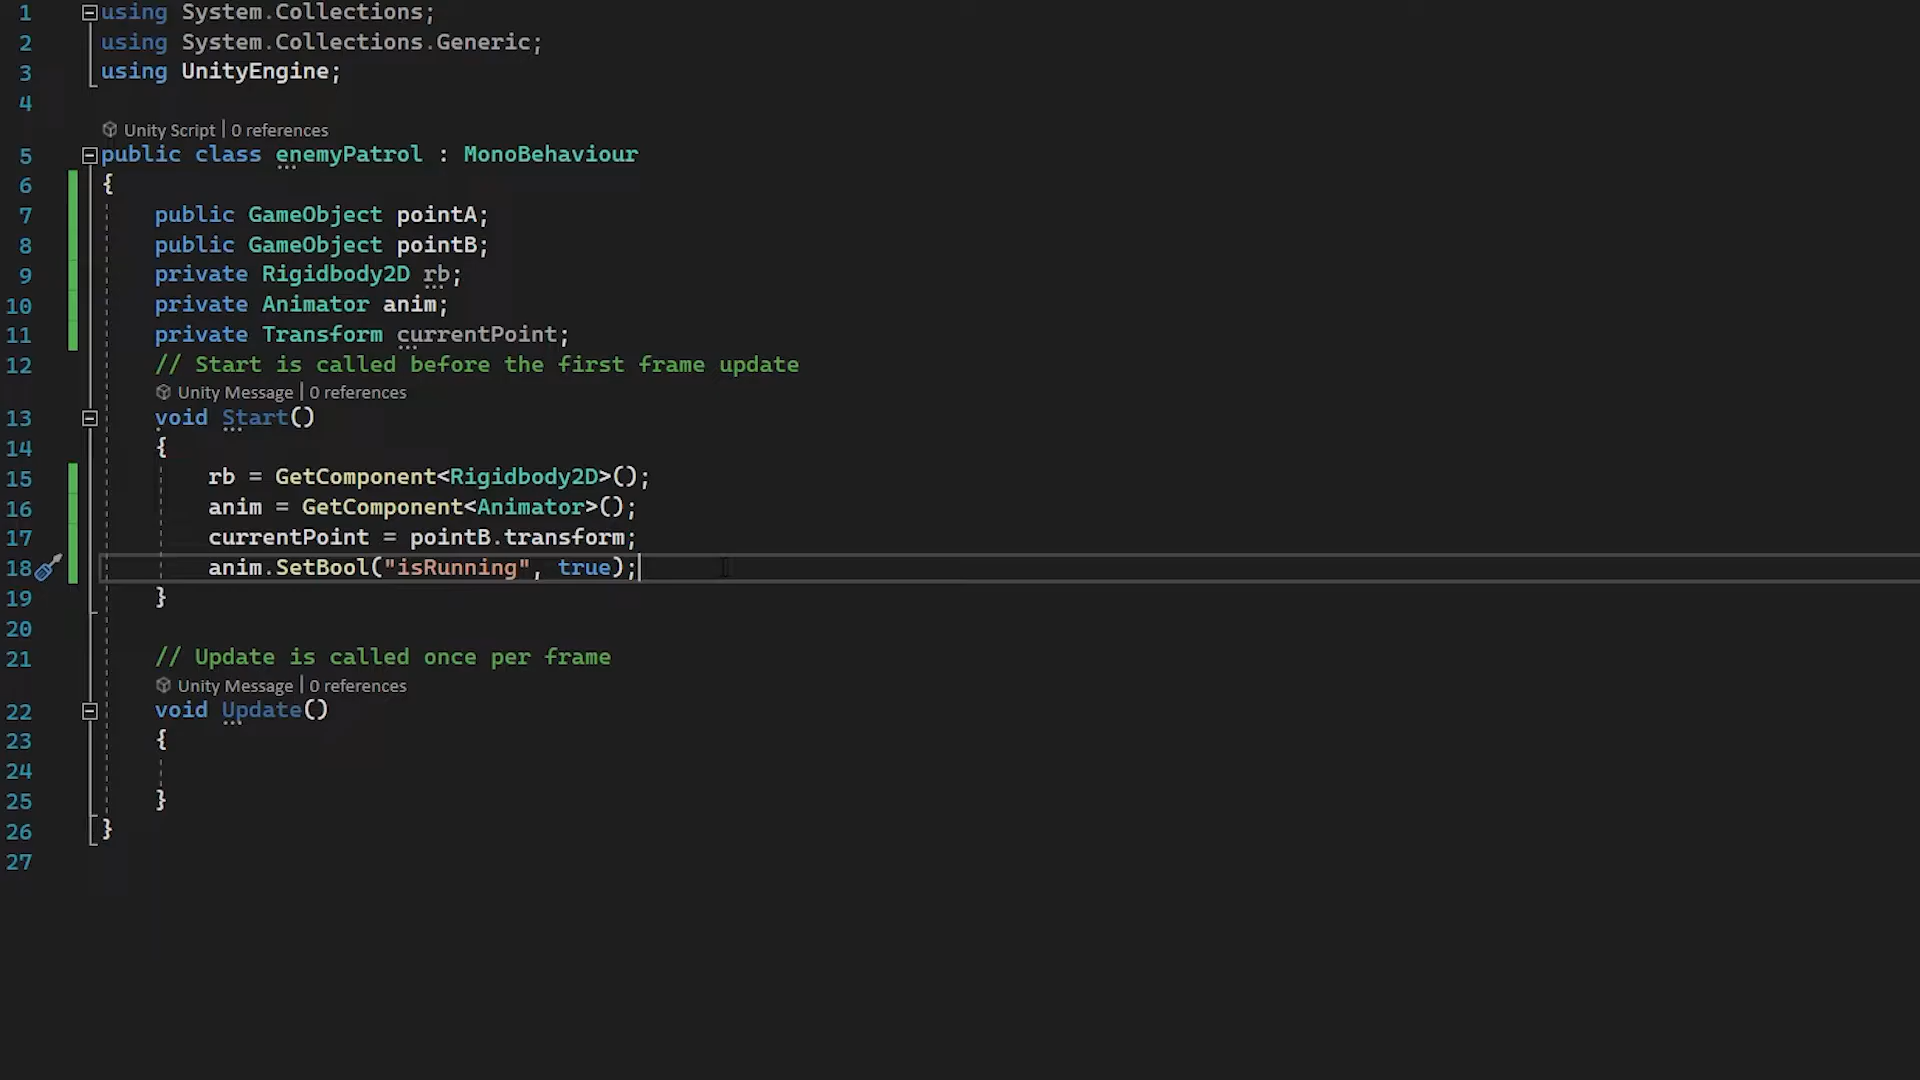 1 using System.Collections;
2 using System.Collections.Generic;
3 using UnityEngine;
4
Unity Script | 0 references
5 public class enemyPatrol : MonoBehaviour
6 {
7 public GameObject pointA;
8 public GameObject pointB;
9 private Rigidbody2D rb;
10 private Animator anim;
11 private Transform currentPoint;
12 // Start is called before the first frame update
Unity Message | 0 references
13 void Start()
14 {
15 rb = GetComponent<Rigidbody2D>();
16 anim = GetComponent<Animator>();
17 currentPoint = pointB.transform;
18 anim.SetBool("isRunning", true);
19 }
20
21 // Update is called once per frame
Unity Message | 0 references
22 void Update()
23 {
24
25 }
26 }
27